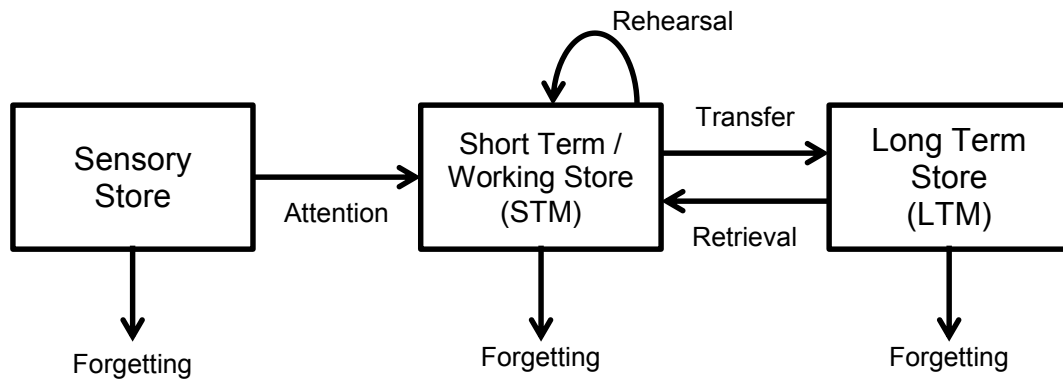 Rehearsal
Sensory
Store
Attention
Short Term /
Working Store
(STM)
Transfer
Retrieval
Long Term
Store
(LTM)
Forgetting
Forgetting
Forgetting